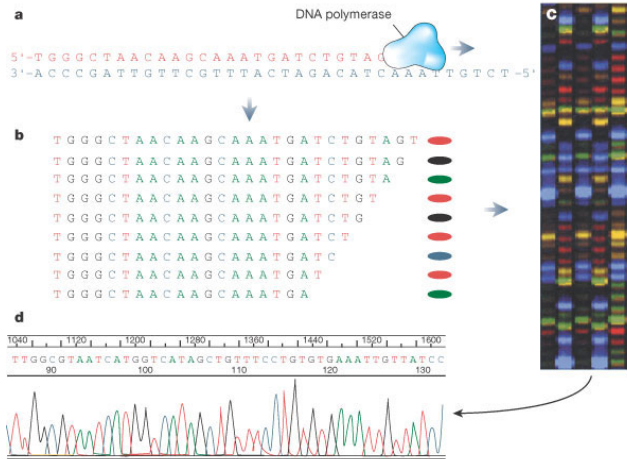 a
DNA polymerase
c
5'-TGGGCTAACAAGCAAATGATCTGTAG
3'-ACCCGATTGTTCGTTTACTAGACATCAAATTGTCT-5'
b
TGGGCTAACAAGCAAATGATCTGTAGT
TGGGCTAACAAGCAAATGATCTGTAG
TGGGCTAACAAGCAAATGATCTGTA
TGGGCTAACAAGCAAATGATCTGT
TGGGCTAACAAGCAAATGATCTG
TGGGCTAACAAGCAAATGATCT
TGGGCTAACAAGCAAATGATC
TGGGCTAACAAGCAAATGAT
TGGGCTAACAAGCAAATGA
d
1040 1120 1200 1280 1360 1440 1520 1600
TTGGCGTAATCATGGTCATAGCTGTTTCCTGTGTGAAATTGTTATCC
90 100 110 120 130